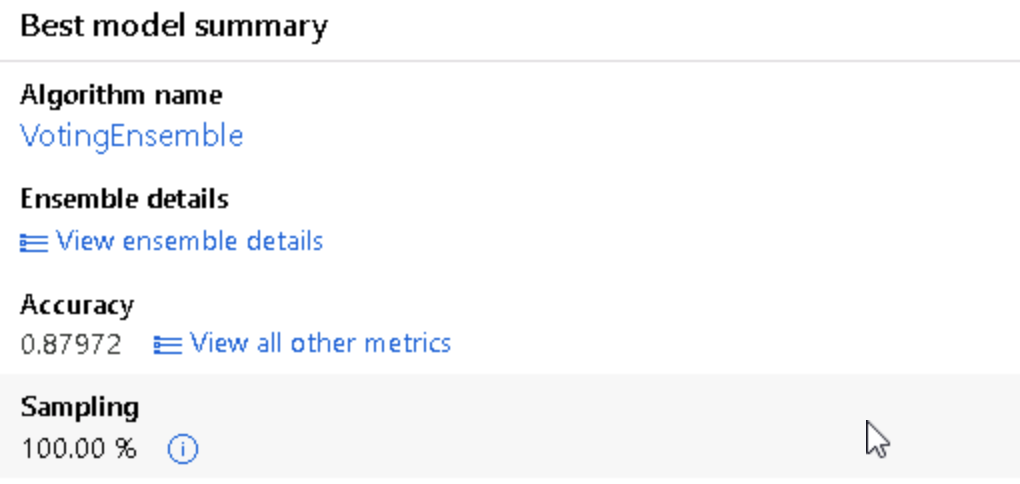 Best model summary
Algorithm name
VotingEnsemble
Ensemble details
View ensemble details
Accuracy
0.87972 View all other metrics
Sampling
100.00 %